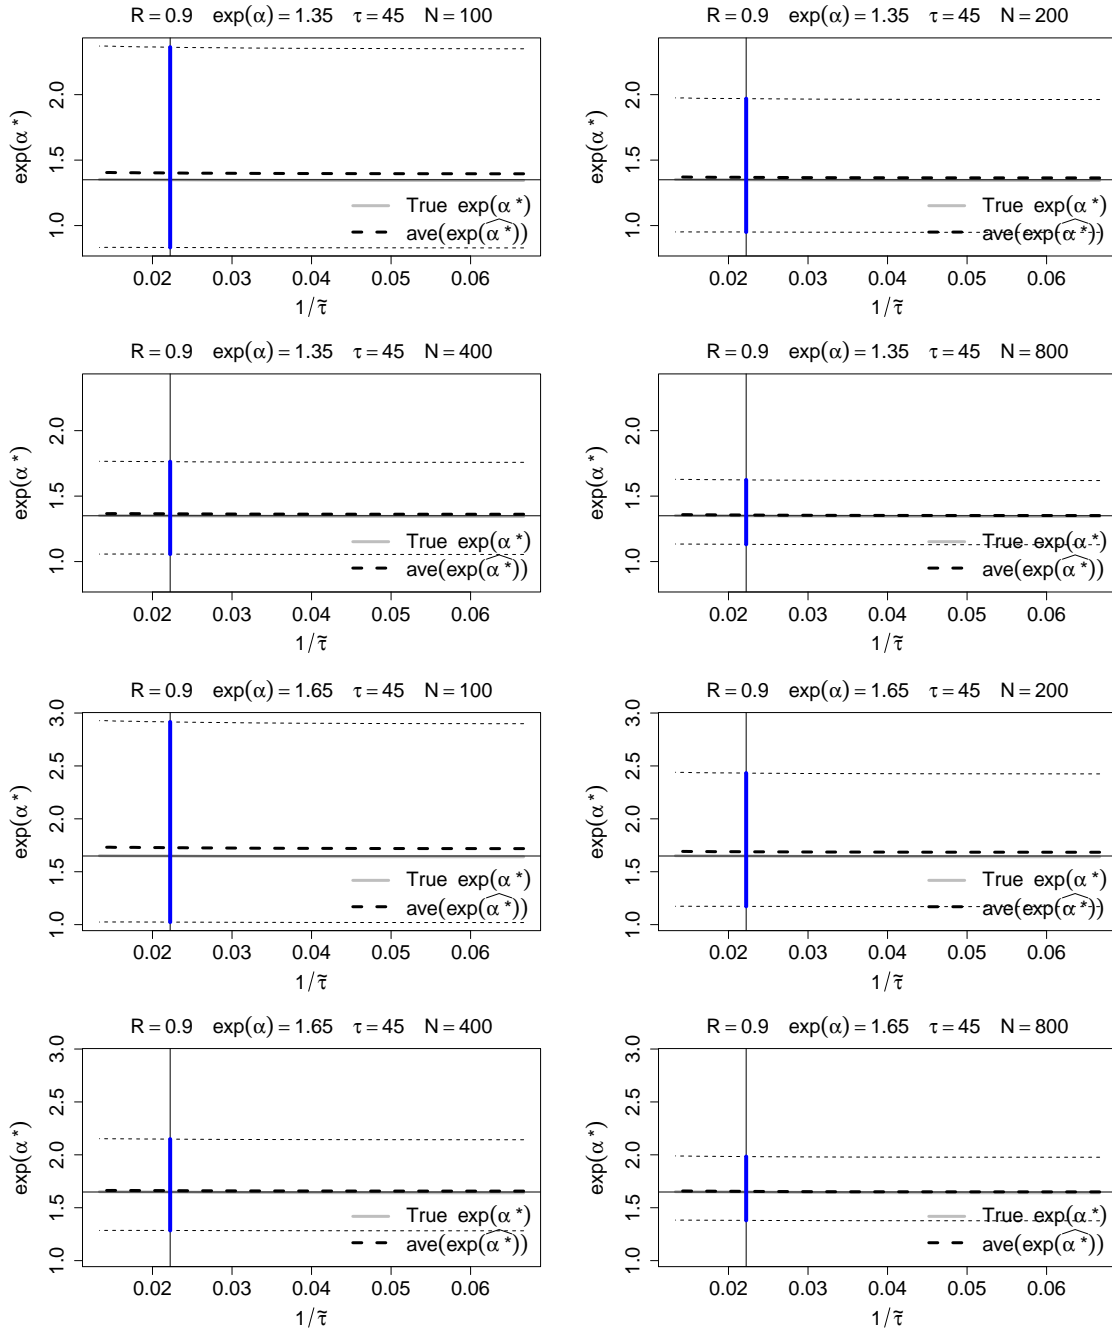 R = 0.9 exp(α) = 1.35 τ = 45 N = 100
exp(α*)
1.0 1.5 2.0
True exp(α*)
ave(exp(α̂*))
0.02 0.03 0.04 0.05 0.06
1/τ̃
R = 0.9 exp(α) = 1.35 τ = 45 N = 200
exp(α*)
1.0 1.5 2.0
True exp(α*)
ave(exp(α̂*))
0.02 0.03 0.04 0.05 0.06
1/τ̃
R = 0.9 exp(α) = 1.35 τ = 45 N = 400
exp(α*)
1.0 1.5 2.0
True exp(α*)
ave(exp(α̂*))
0.02 0.03 0.04 0.05 0.06
1/τ̃
R = 0.9 exp(α) = 1.35 τ = 45 N = 800
exp(α*)
1.0 1.5 2.0
True exp(α*)
ave(exp(α̂*))
0.02 0.03 0.04 0.05 0.06
1/τ̃
R = 0.9 exp(α) = 1.65 τ = 45 N = 100
exp(α*)
1.0 1.5 2.0 2.5 3.0
True exp(α*)
ave(exp(α̂*))
0.02 0.03 0.04 0.05 0.06
1/τ̃
R = 0.9 exp(α) = 1.65 τ = 45 N = 200
exp(α*)
1.0 1.5 2.0 2.5 3.0
True exp(α*)
ave(exp(α̂*))
0.02 0.03 0.04 0.05 0.06
1/τ̃
R = 0.9 exp(α) = 1.65 τ = 45 N = 400
exp(α*)
1.0 1.5 2.0 2.5 3.0
True exp(α*)
ave(exp(α̂*))
0.02 0.03 0.04 0.05 0.06
1/τ̃
R = 0.9 exp(α) = 1.65 τ = 45 N = 800
exp(α*)
1.0 1.5 2.0 2.5 3.0
True exp(α*)
ave(exp(α̂*))
0.02 0.03 0.04 0.05 0.06
1/τ̃